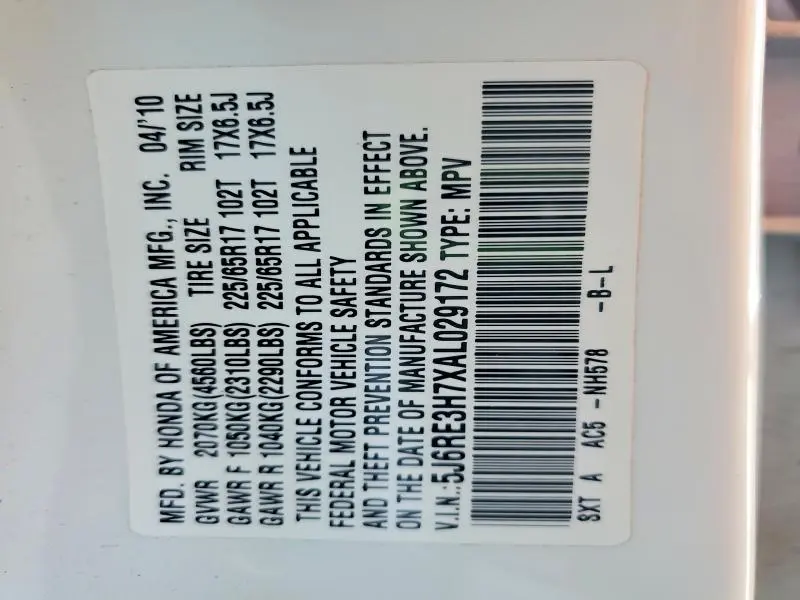 MFD. BY HONDA OF AMERICA MFG., INC. 04/'10
GVWR 2070KG(4560LBS) TIRE SIZE RIM SIZE
GAWR F 1050KG(2310LBS) 225/65R17 102T 17X6.5J
GAWR R 1040KG(2290LBS) 225/65R17 102T 17X6.5J
THIS VEHICLE CONFORMS TO ALL APPLICABLE
FEDERAL MOTOR VEHICLE SAFETY
AND THEFT PREVENTION STANDARDS IN EFFECT
ON THE DATE OF MANUFACTURE SHOWN ABOVE.
V.I.N.:5J6RE3H7XAL029172 TYPE: MPV
SXT A AC5 -NH578 -B-L